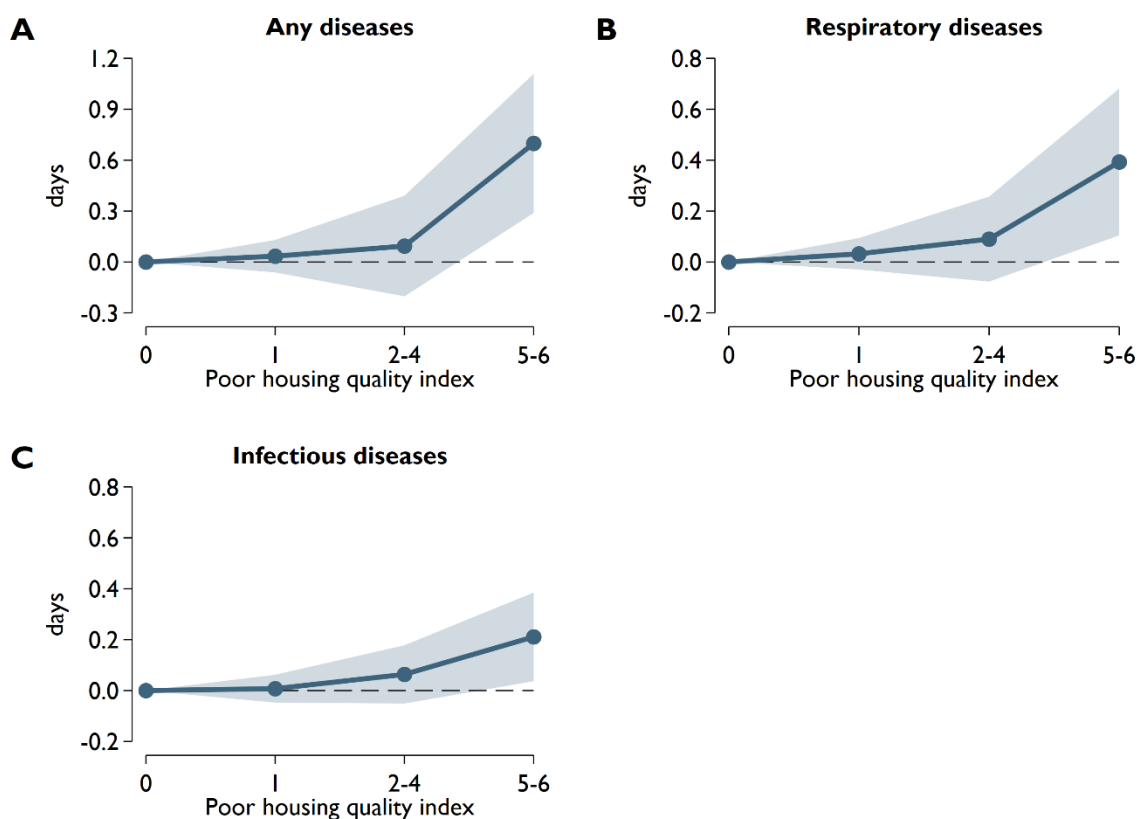 A
Any diseases
1.2
0.9
0.6
0.3
0.0
-0.3
days
0
1
2-4
5-6
Poor housing quality index
B
Respiratory diseases
0.8
0.6
0.4
0.2
0.0
-0.2
days
0
1
2-4
5-6
Poor housing quality index
C
Infectious diseases
0.8
0.6
0.4
0.2
0.0
-0.2
days
0
1
2-4
5-6
Poor housing quality index